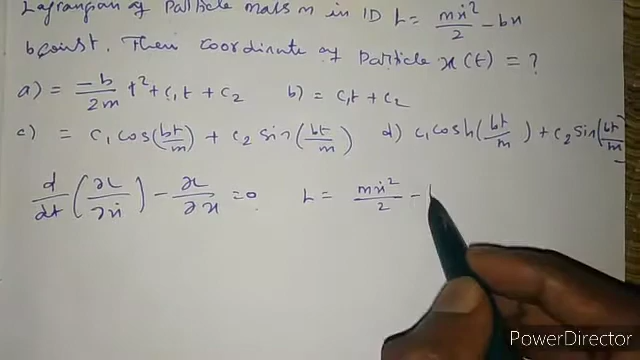 Lagrangian of Particle mass m in 1D L = mẋ²/2 - bx
b const. Then coordinate of Particle x(t) = ?
a) = -b/2m t² + c₁t + c₂ b) = c₁t + c₂
c) = c₁ cos(bt/m) + c₂ sin(bt/m) d) c₁ cosh(bt/m) + c₂ sin(bt/m
d/dt (∂L/∂ẋ) - ∂L/∂x = 0 L = mẋ²/2 -
PowerDirector